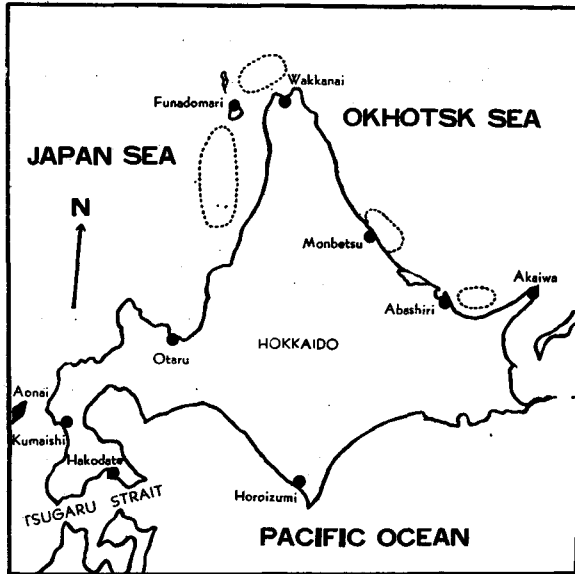 Wakkanai
Funadomari
OKHOTSK SEA
JAPAN SEA
N
Monbetsu
Akaiwa
Abashiri
Otaru
HOKKAIDO
Aonai
Kumaishi
Hakodate
Horoizumi
TSUGARU STRAIT
PACIFIC OCEAN